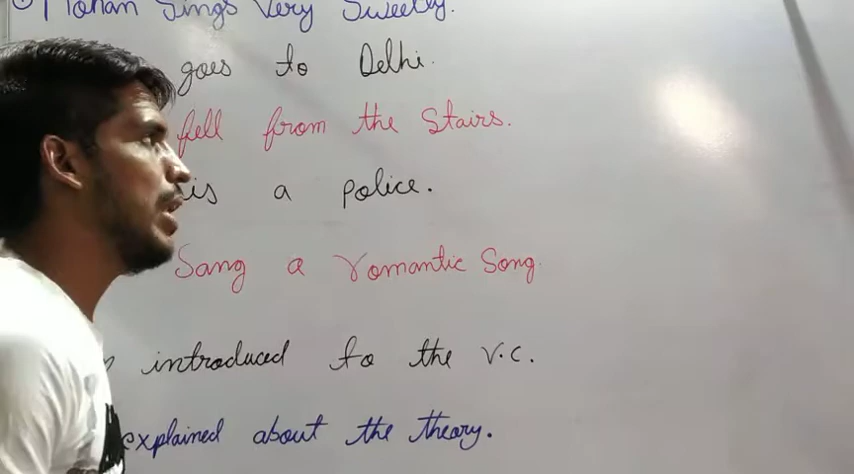 Mohan Sings Very Sweetly.
goes to Delhi.
fell from the Stairs.
is a police.
Sang a romantic Song.
introduced to the V.C.
explained about the theory.